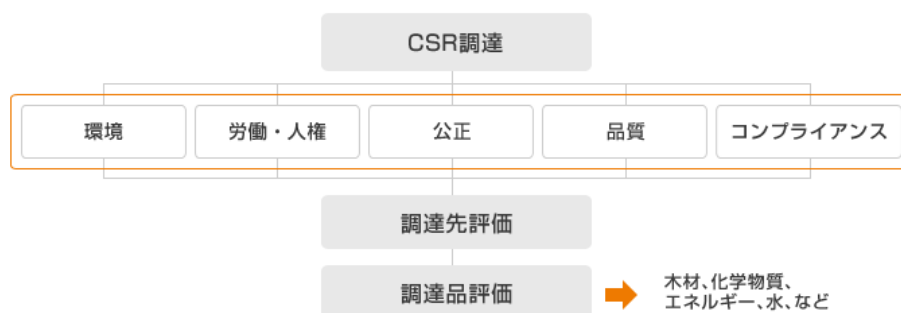 CSR調達
環境
労働・人権
公正
品質
コンプライアンス
調達先評価
調達品評価
木材、化学物質、
エネルギー、水、など